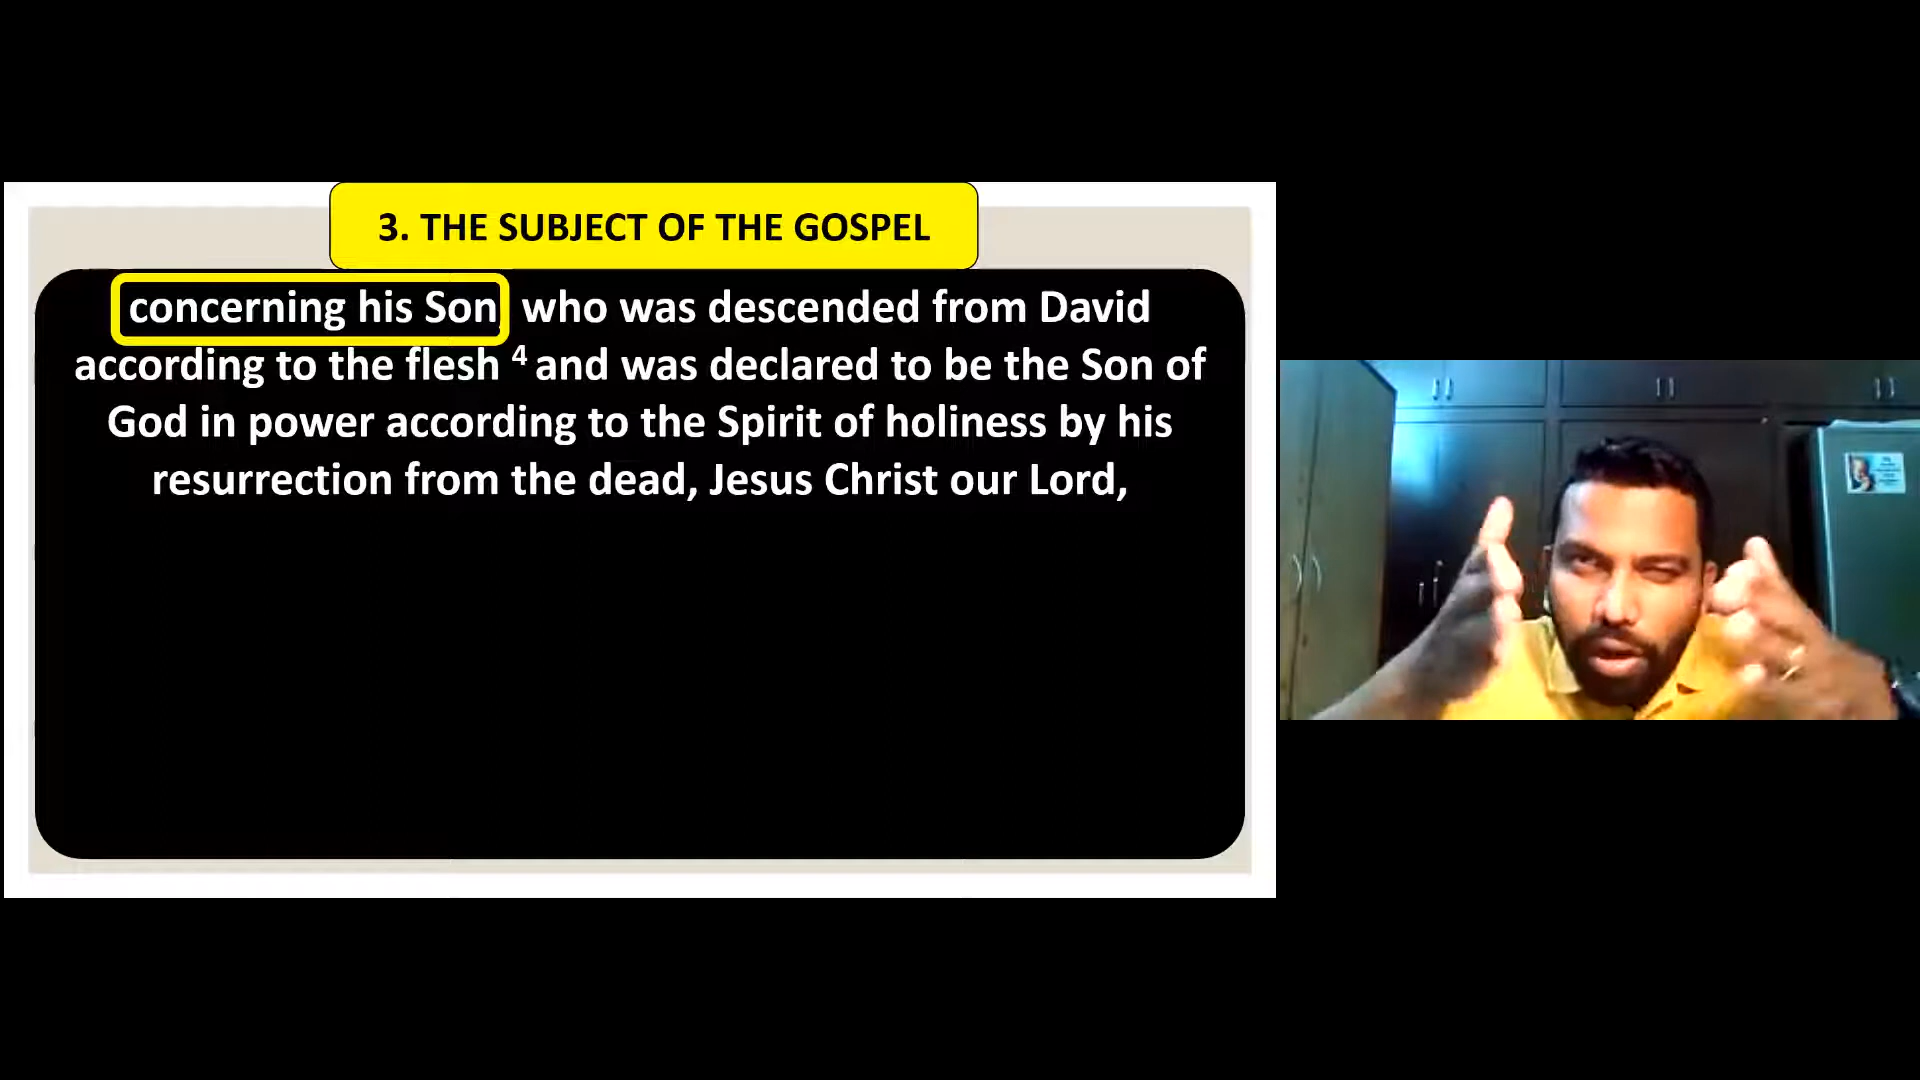 3. THE SUBJECT OF THE GOSPEL
concerning his Son, who was descended from David
according to the flesh 4 and was declared to be the Son of
God in power according to the Spirit of holiness by his
resurrection from the dead, Jesus Christ our Lord,